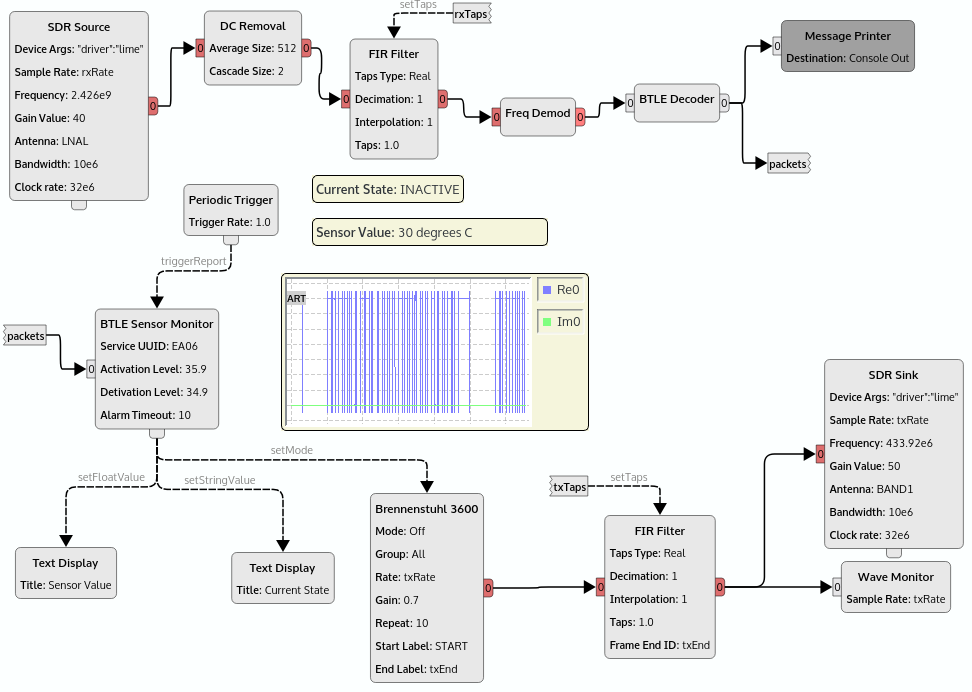 SDR Source
Device Args: "driver":"lime"
Sample Rate: rxRate
Frequency: 2.426e9
Gain Value: 40
Antenna: LNAL
Bandwidth: 10e6
Clock rate: 32e6
0
0
DC Removal
Average Size: 512
Cascade Size: 2
0
setTaps
rxTaps
0
FIR Filter
Taps Type: Real
Decimation: 1
Interpolation: 1
Taps: 1.0
0
0
Freq Demod
0
0
BTLE Decoder
0
0
Message Printer
Destination: Console Out
packets
Periodic Trigger
Trigger Rate: 1.0
triggerReport
Current State: INACTIVE
Sensor Value: 30 degrees C
ART
Re0
Im0
packets
0
BTLE Sensor Monitor
Service UUID: EA06
Activation Level: 35.9
Detivation Level: 34.9
Alarm Timeout: 10
setFloatValue
setStringValue
setMode
Text Display
Title: Sensor Value
Text Display
Title: Current State
Brennenstuhl 3600
Mode: Off
Group: All
Rate: txRate
Gain: 0.7
Repeat: 10
Start Label: START
End Label: txEnd
0
txTaps
setTaps
0
FIR Filter
Taps Type: Real
Decimation: 1
Interpolation: 1
Taps: 1.0
Frame End ID: txEnd
0
0
SDR Sink
Device Args: "driver":"lime"
Sample Rate: txRate
Frequency: 433.92e6
Gain Value: 50
Antenna: BAND1
Bandwidth: 10e6
Clock rate: 32e6
0
Wave Monitor
Sample Rate: txRate